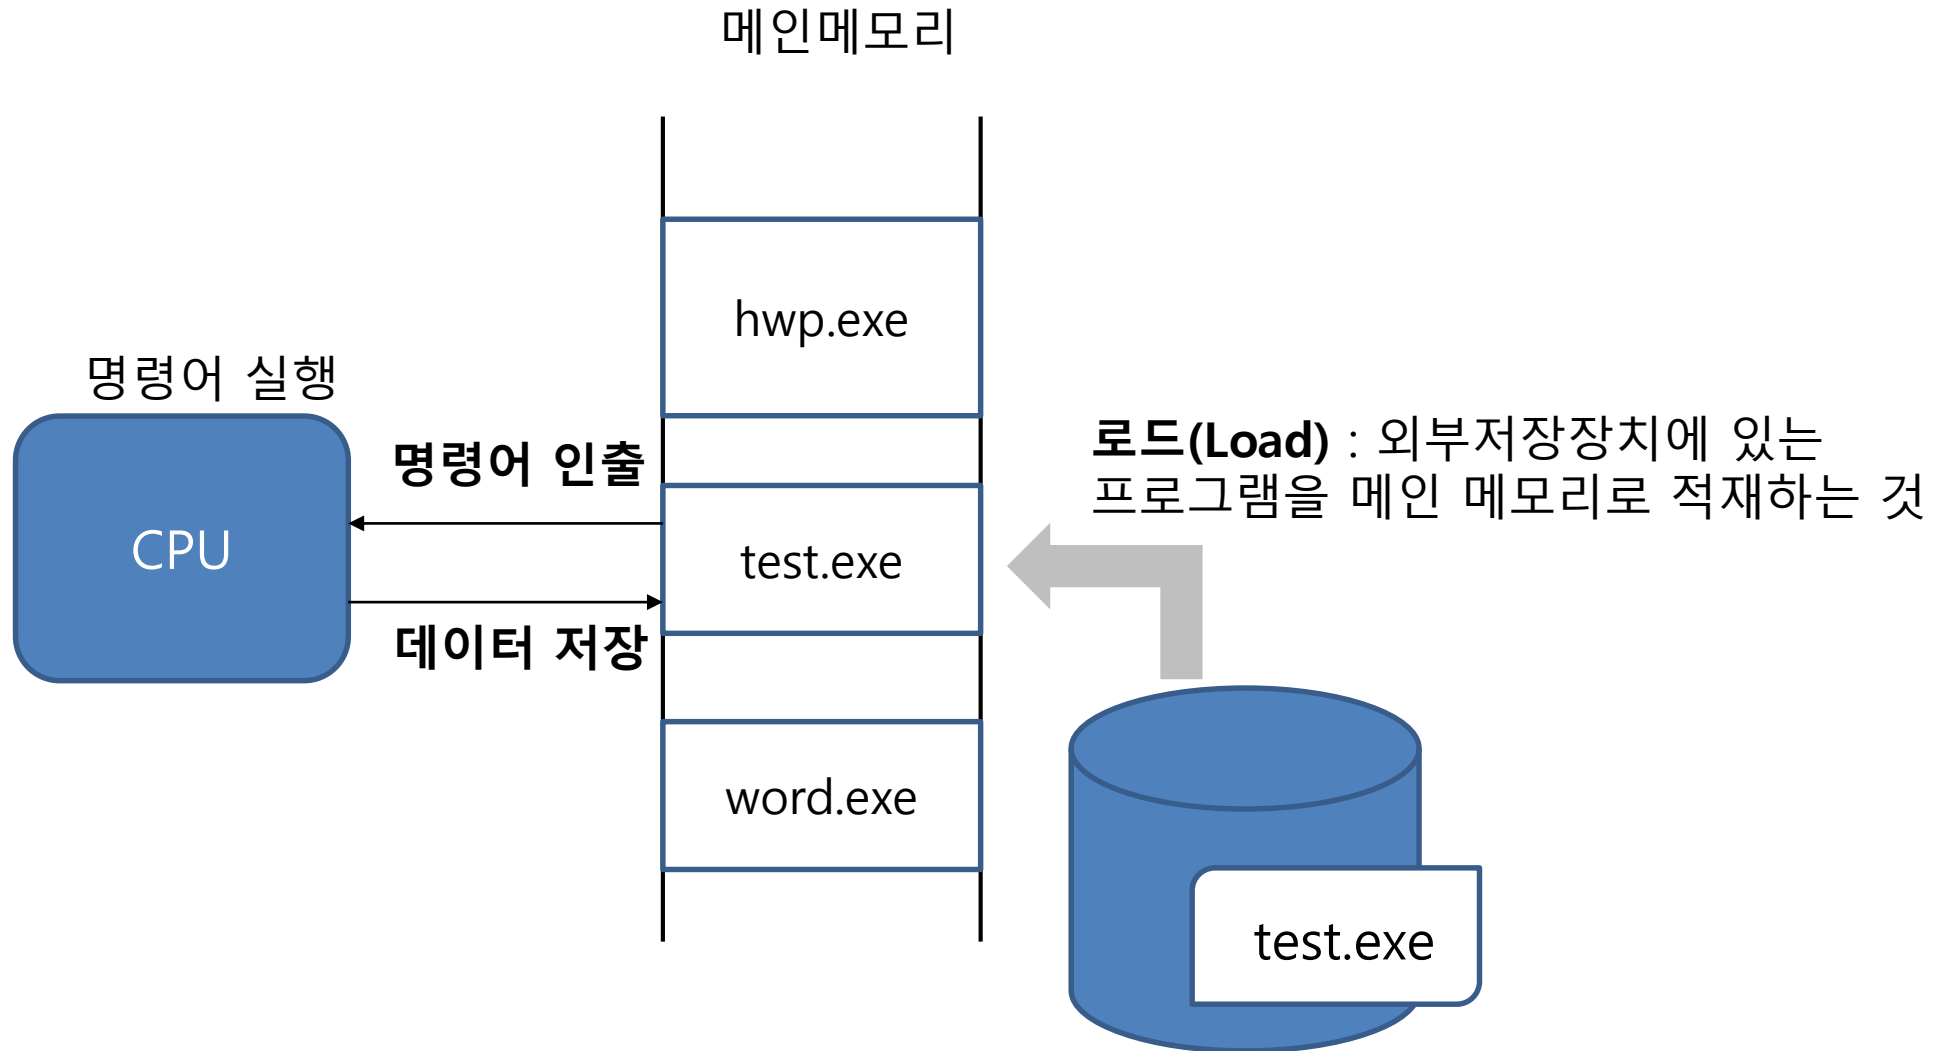 메인메모리
hwp.exe
명령어 실행
명령어 인출
CPU
test.exe
데이터 저장
word.exe
로드(Load) : 외부저장장치에 있는
프로그램을 메인 메모리로 적재하는 것
test.exe